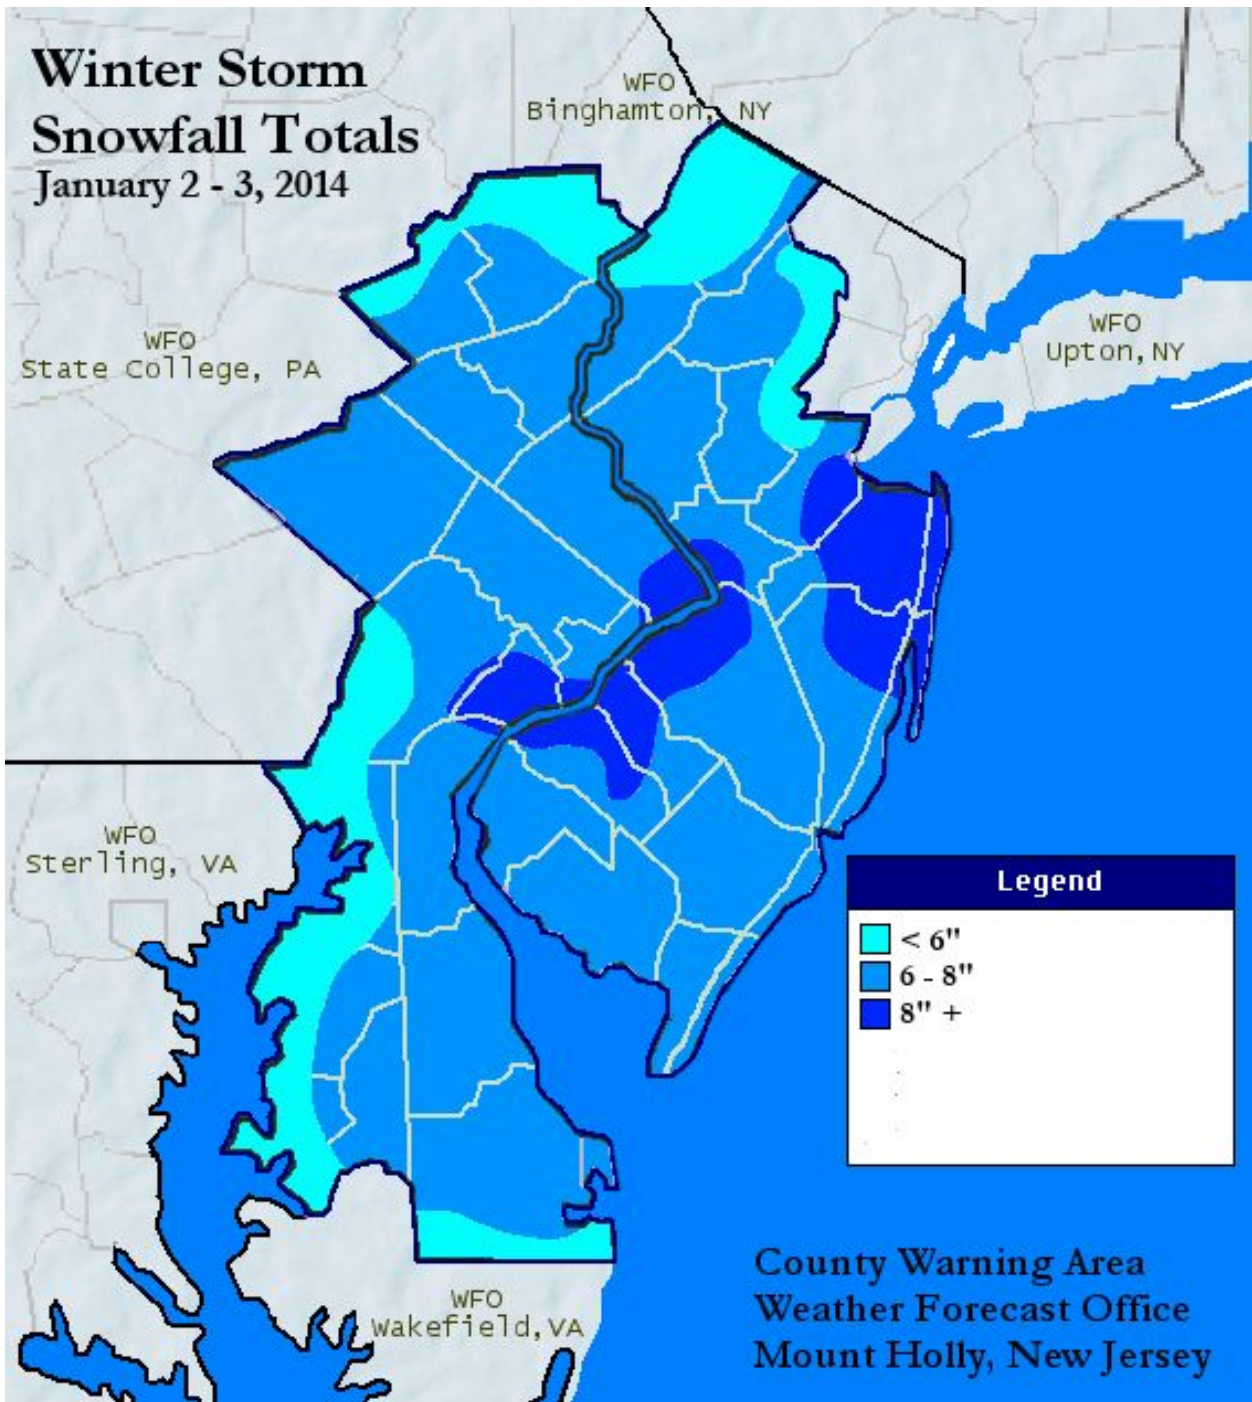 Winter Storm
Snowfall Totals
January 2 - 3, 2014
WFO
Binghamton, NY
WFO
State College, PA
WFO
Upton,NY
WFO
Sterling, VA
Legend
< 6"
6 - 8"
8" +
WFO
Wakefield,VA
County Warning Area
Weather Forecast Office
Mount Holly, New Jersey